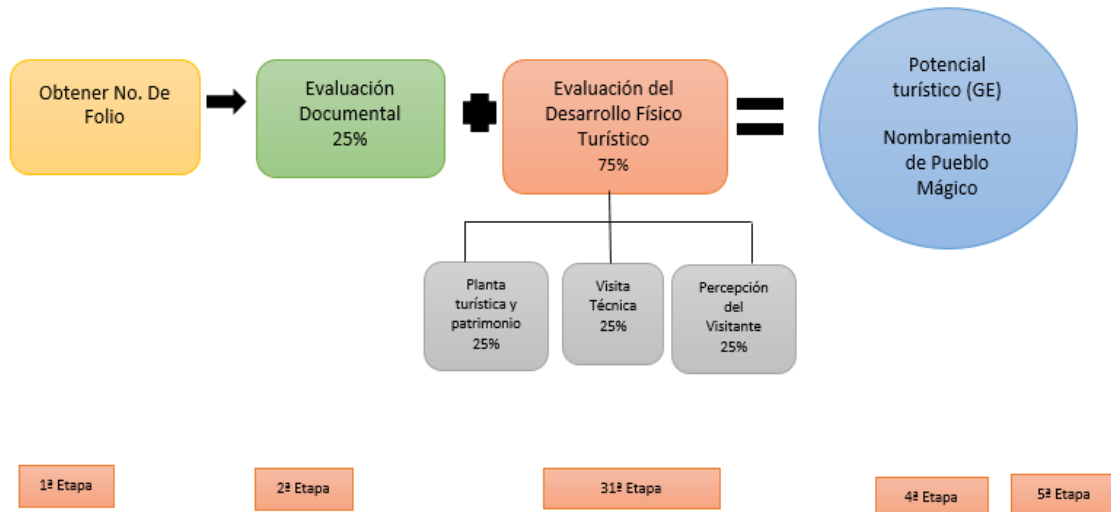 Obtener No. De
Folio
Evaluación
Documental
25%
Evaluación del
Desarrollo Físico
Turístico
75%
Potencial
turístico (GE)
Nombramiento
de Pueblo
Mágico
Planta
turística y
patrimonio
25%
Visita
Técnica
25%
Percepción
del
Visitante
25%
1ª Etapa
2ª Etapa
31ª Etapa
4ª Etapa
5ª Etapa